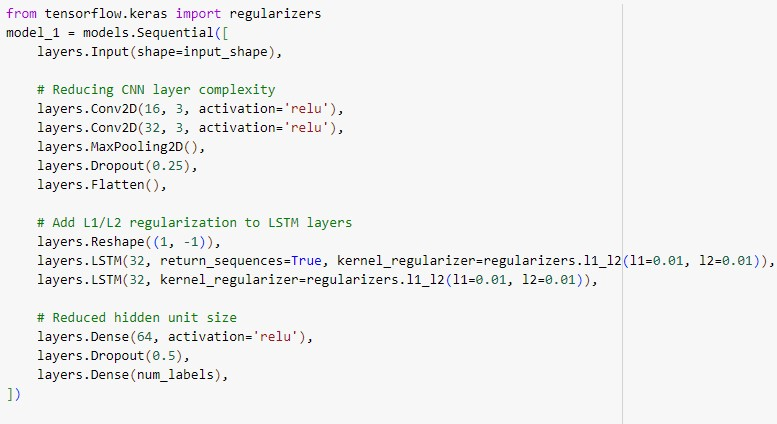 from tensorflow.keras import regularizers
model_1 = models.Sequential([
    layers.Input(shape=input_shape),

    # Reducing CNN layer complexity
    layers.Conv2D(16, 3, activation='relu'),
    layers.Conv2D(32, 3, activation='relu'),
    layers.MaxPooling2D(),
    layers.Dropout(0.25),
    layers.Flatten(),

    # Add L1/L2 regularization to LSTM layers
    layers.Reshape((1, -1)),
    layers.LSTM(32, return_sequences=True, kernel_regularizer=regularizers.l1_l2(l1=0.01, l2=0.01)),
    layers.LSTM(32, kernel_regularizer=regularizers.l1_l2(l1=0.01, l2=0.01)),

    # Reduced hidden unit size
    layers.Dense(64, activation='relu'),
    layers.Dropout(0.5),
    layers.Dense(num_labels),
])